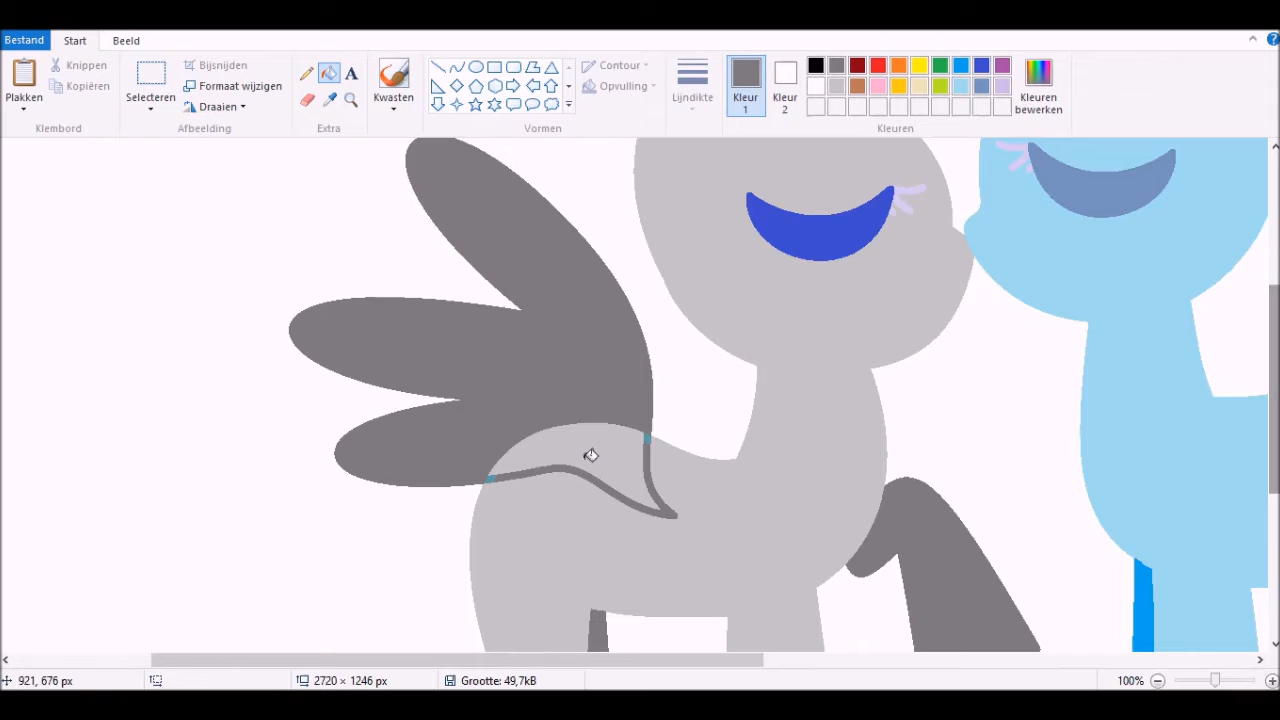 Bestand Start Beeld
Plakken
Knippen
Kopiëren
Klembord
Selecteren
Bijsnijden
Formaat wijzigen
Draaien
Afbeelding
A
Extra
Kwasten
Vormen
Contour
Opvulling
Lijndikte
Kleur
1
Kleur
2
Kleuren
bewerken
Kleuren
921, 676 px
2720 × 1246 px
Grootte: 49,7kB
100%